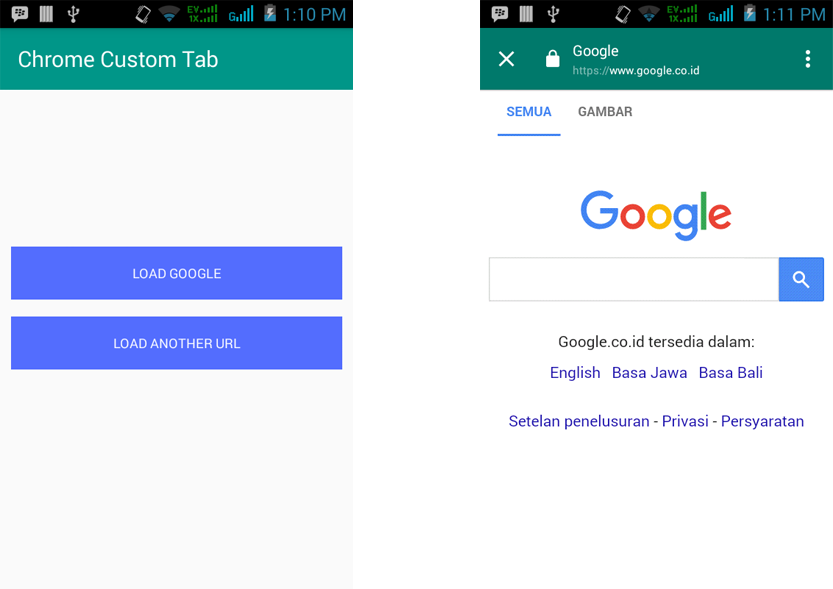 EV 1X G 1:10 PM
Chrome Custom Tab
LOAD GOOGLE
LOAD ANOTHER URL
EV 1X G 1:11 PM
Google
https://www.google.co.id
SEMUA GAMBAR
Google
Google.co.id tersedia dalam:
English Basa Jawa Basa Bali
Setelan penelusuran - Privasi - Persyaratan